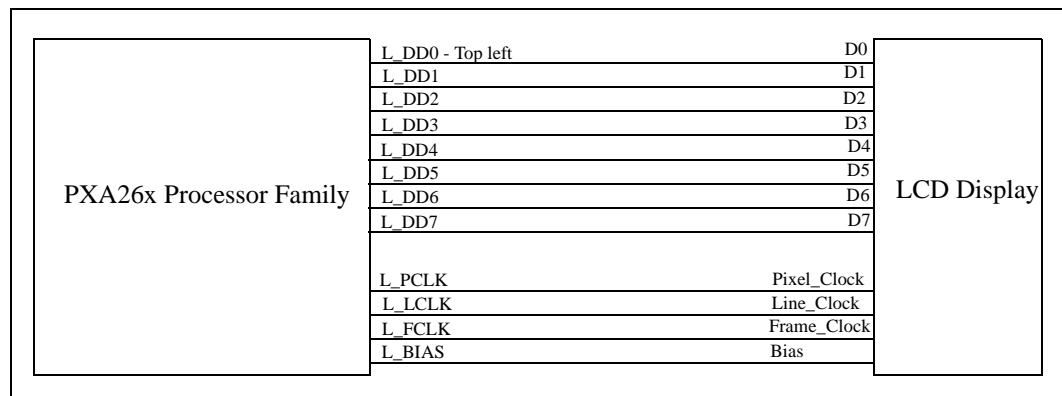 L_DD0 - Top left D0
L_DD1 D1
L_DD2 D2
L_DD3 D3
L_DD4 D4
L_DD5 D5
PXA26x Processor Family LCD Display
L_DD6 D6
L_DD7 D7
L_PCLK Pixel_Clock
L_LCLK Line_Clock
L_FCLK Frame_Clock
L_BIAS Bias